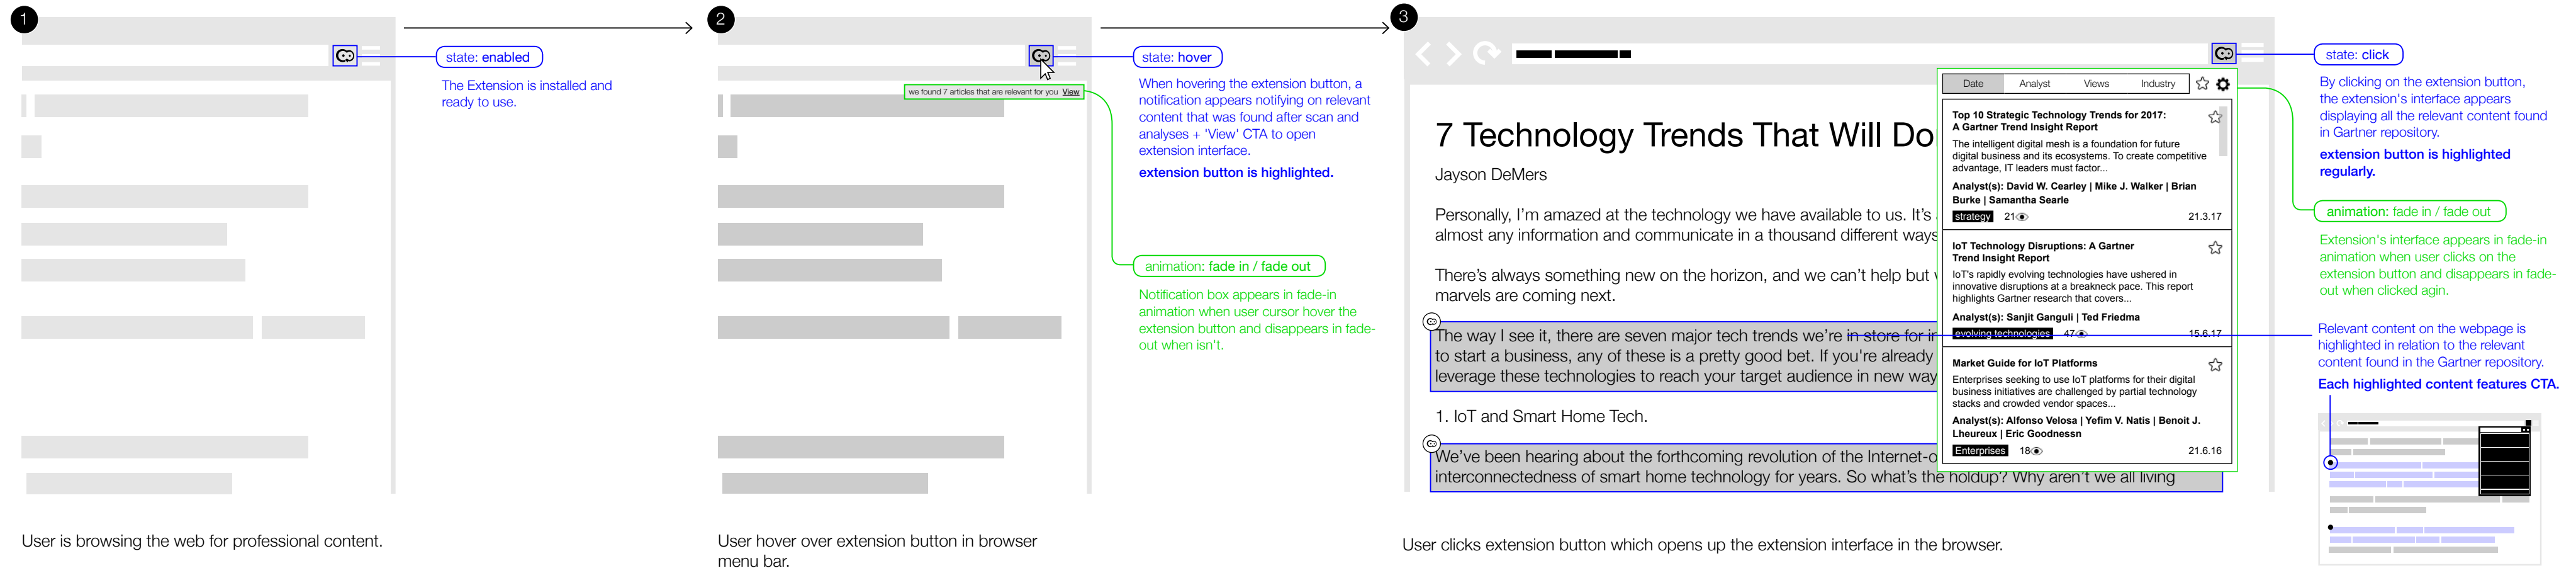 1
state: enabled
The Extension is installed and
ready to use.
User is browsing the web for professional content.
2
we found 7 articles that are relevant for you View
state: hover
When hovering the extension button, a
notification appears notifying on relevant
content that was found after scan and
analyses + 'View' CTA to open
extension interface.
extension button is highlighted.
animation: fade in / fade out
Notification box appears in fade-in
animation when user cursor hover the
extension button and disappears in fade-
out when isn't.
User hover over extension button in browser
menu bar.
3
7 Technology Trends That Will Do
Jayson DeMers
Personally, I'm amazed at the technology we have available to us. It's
almost any information and communicate in a thousand different ways
There's always something new on the horizon, and we can't help but
marvels are coming next.
The way I see it, there are seven major tech trends we're in store for
to start a business, any of these is a pretty good bet. If you're already
leverage these technologies to reach your target audience in new way
1. IoT and Smart Home Tech.
We've been hearing about the forthcoming revolution of the Internet-o
interconnectedness of smart home technology for years. So what's the holdup? Why aren't we all living
Date Analyst Views Industry
Top 10 Strategic Technology Trends for 2017:
A Gartner Trend Insight Report
The intelligent digital mesh is a foundation for future
digital business and its ecosystems. To create competitive
advantage, IT leaders must factor...
Analyst(s): David W. Cearley | Mike J. Walker | Brian
Burke | Samantha Searle
strategy 21 21.3.17
IoT Technology Disruptions: A Gartner
Trend Insight Report
IoT's rapidly evolving technologies have ushered in
innovative disruptions at a breakneck pace. This report
highlights Gartner research that covers...
Analyst(s): Sanjit Ganguli | Ted Friedma
evolving technologies 47 15.6.17
Market Guide for IoT Platforms
Enterprises seeking to use IoT platforms for their digital
business initiatives are challenged by partial technology
stacks and crowded vendor spaces...
Analyst(s): Alfonso Velosa | Yefim V. Natis | Benoit J.
Lheureux | Eric Goodnessn
Enterprises 18 21.6.16
User clicks extension button which opens up the extension interface in the browser.
state: click
By clicking on the extension button,
the extension's interface appears
displaying all the relevant content found
in Gartner repository.
extension button is highlighted
regularly.
animation: fade in / fade out
Extension's interface appears in fade-in
animation when user clicks on the
extension button and disappears in fade-
out when clicked agin.
Relevant content on the webpage is
highlighted in relation to the relevant
content found in the Gartner repository.
Each highlighted content features CTA.